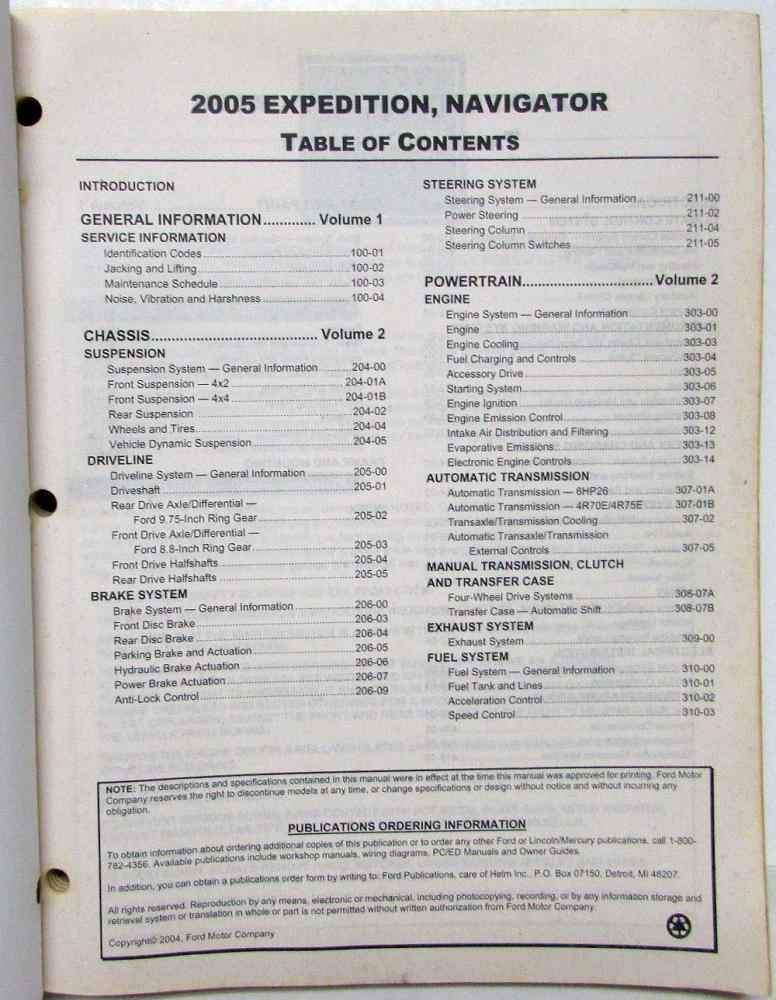 2005 EXPEDITION, NAVIGATOR
TABLE OF CONTENTS
INTRODUCTION
GENERAL INFORMATION............. Volume 1
SERVICE INFORMATION
Identification Codes 100-01
Jacking and Lifting 100-02
Maintenance Schedule 100-03
Noise, Vibration and Harshness 100-04
CHASSIS................................... Volume 2
SUSPENSION
Suspension System — General Information 204-00
Front Suspension — 4x2 204-01A
Front Suspension — 4x4 204-01B
Rear Suspension 204-02
Wheels and Tires 204-04
Vehicle Dynamic Suspension 204-05
DRIVELINE
Driveline System — General Information 205-00
Driveshaft 205-01
Rear Drive Axle/Differential —
Ford 9.75-Inch Ring Gear 205-02
Front Drive Axle/Differential —
Ford 8.8-Inch Ring Gear 205-03
Front Drive Halfshafts 205-04
Rear Drive Halfshafts 205-05
BRAKE SYSTEM
Brake System — General Information 206-00
Front Disc Brake 206-03
Rear Disc Brake 206-04
Parking Brake and Actuation 206-05
Hydraulic Brake Actuation 206-06
Power Brake Actuation 206-07
Anti-Lock Control 206-09
STEERING SYSTEM
Steering System — General Information 211-00
Power Steering 211-02
Steering Column 211-04
Steering Column Switches 211-05
POWERTRAIN........................... Volume 2
ENGINE
Engine System — General Information 303-00
Engine 303-01
Engine Cooling 303-03
Fuel Charging and Controls 303-04
Accessory Drive 303-05
Starting System 303-06
Engine Ignition 303-07
Engine Emission Control 303-08
Intake Air Distribution and Filtering 303-12
Evaporative Emissions 303-13
Electronic Engine Controls 303-14
AUTOMATIC TRANSMISSION
Automatic Transmission — 6HP26 307-01A
Automatic Transmission — 4R70E/4R75E 307-01B
Transaxle/Transmission Cooling 307-02
Automatic Transaxle/Transmission
External Controls 307-05
MANUAL TRANSMISSION, CLUTCH
AND TRANSFER CASE
Four-Wheel Drive Systems 308-07A
Transfer Case — Automatic Shift 308-07B
EXHAUST SYSTEM
Exhaust System 309-00
FUEL SYSTEM
Fuel System — General Information 310-00
Fuel Tank and Lines 310-01
Acceleration Control 310-02
Speed Control 310-03
NOTE: The descriptions and specifications contained in this manual were in effect at the time this manual was approved for printing. Ford Motor
Company reserves the right to discontinue models at any time, or change specifications or design without notice and without incurring any
obligation.
PUBLICATIONS ORDERING INFORMATION
To obtain information about ordering additional copies of this publication or to order any other Ford or Lincoln/Mercury publications, call 1-800-
782-4356. Available publications include workshop manuals, wiring diagrams, PC/ED Manuals and Owner Guides.
In addition, you can obtain a publications order form by writing to: Ford Publications, care of Helm Inc., P.O. Box 07150, Detroit, MI 48207.
All rights reserved. Reproduction by any means, electronic or mechanical, including photocopying, recording, or by any information storage and
retrieval system or translation in whole or part is not permitted without written authorization from Ford Motor Company.
Copyright© 2004, Ford Motor Company